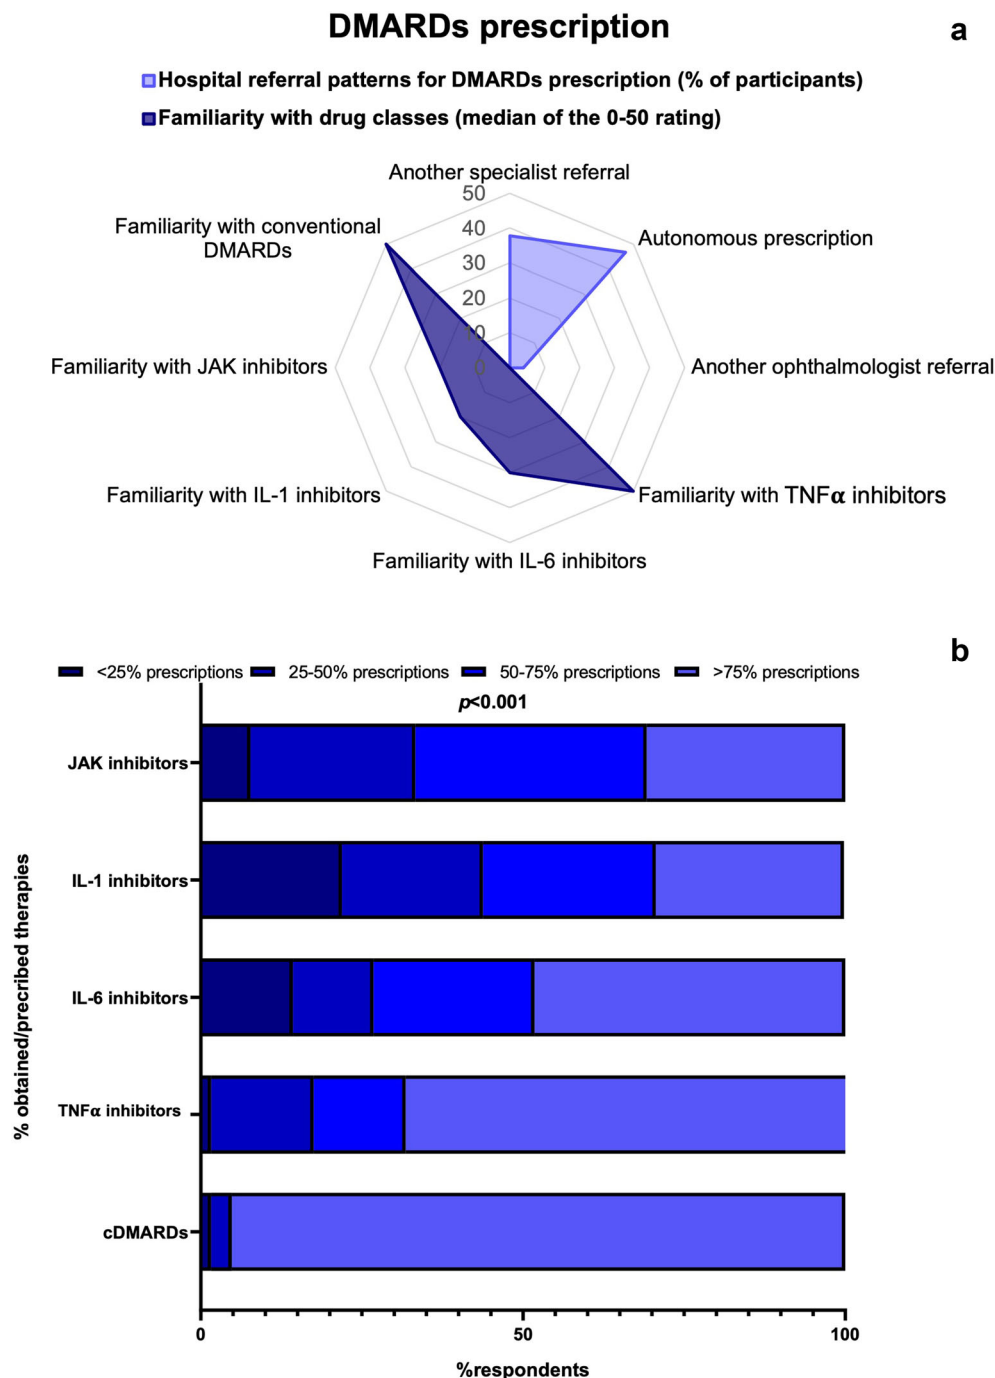 DMARDs prescription
a
Hospital referral patterns for DMARDs prescription (% of participants)
Familiarity with drug classes (median of the 0-50 rating)
Another specialist referral
50
40
30
20
10
0
Familiarity with conventional
DMARDs
Autonomous prescription
Familiarity with JAK inhibitors
Another ophthalmologist referral
Familiarity with IL-1 inhibitors
Familiarity with TNFα inhibitors
Familiarity with IL-6 inhibitors
b
<25% prescriptions
25-50% prescriptions
50-75% prescriptions
>75% prescriptions
p<0.001
% obtained/precribed therapies
JAK inhibitors
IL-1 inhibitors
IL-6 inhibitors
TNFα inhibitors
cDMARDs
0
50
100
%respondents